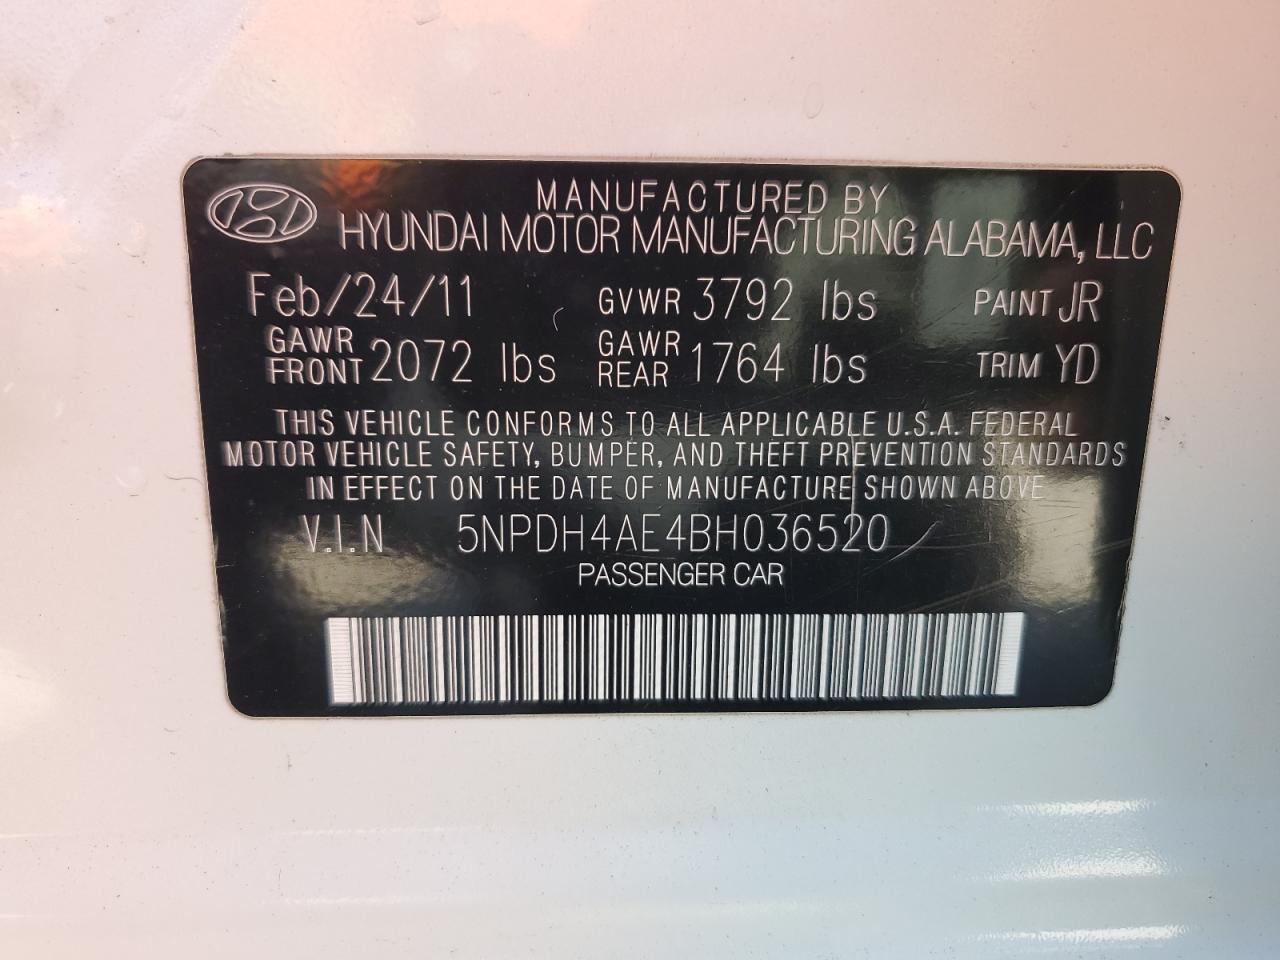 MANUFACTURED BY
HYUNDAI MOTOR MANUFACTURING ALABAMA, LLC
Feb/24/11 GVWR 3792 lbs PAINT JR
GAWR FRONT 2072 lbs GAWR REAR 1764 lbs TRIM YD
THIS VEHICLE CONFORMS TO ALL APPLICABLE U.S.A. FEDERAL
MOTOR VEHICLE SAFETY, BUMPER, AND THEFT PREVENTION STANDARDS
IN EFFECT ON THE DATE OF MANUFACTURE SHOWN ABOVE
V.I.N 5NPDH4AE4BH036520
PASSENGER CAR